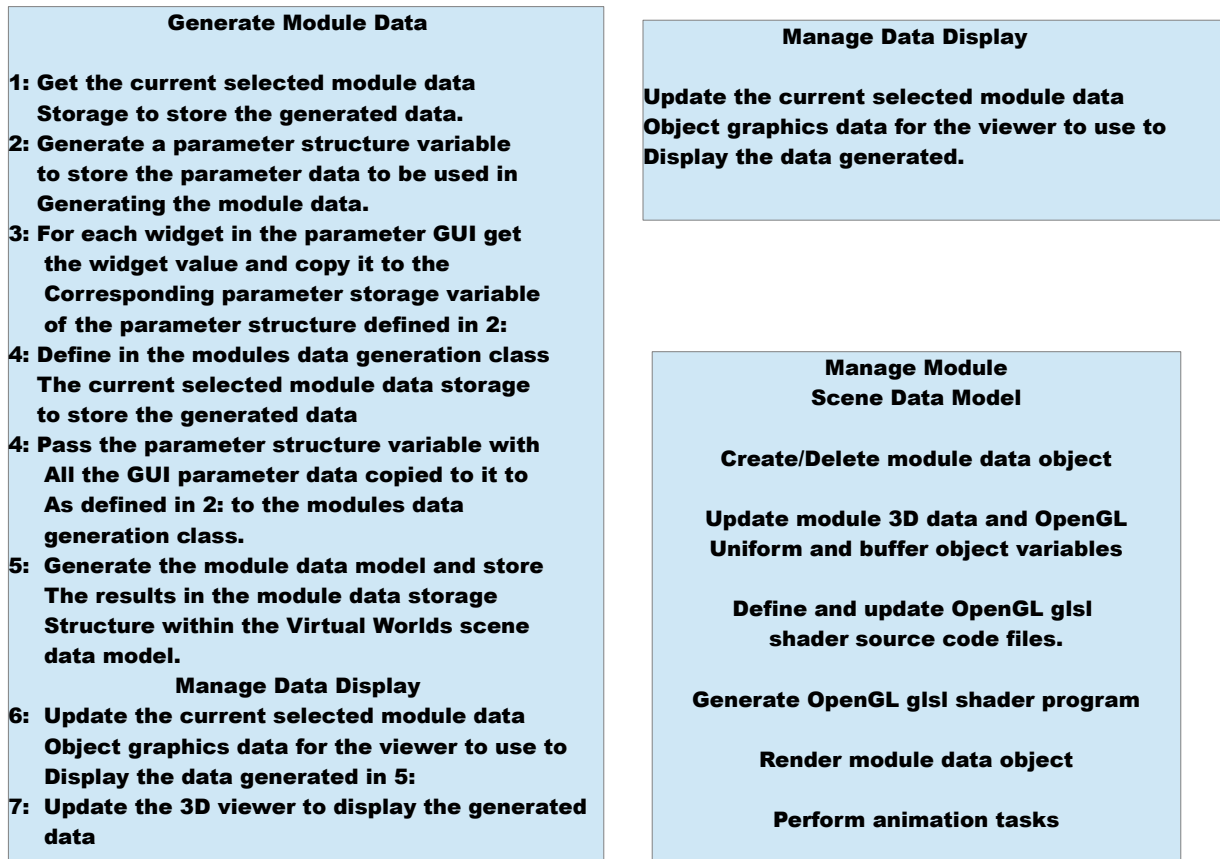 Generate Module Data
1: Get the current selected module data
Storage to store the generated data.
2: Generate a parameter structure variable
to store the parameter data to be used in
Generating the module data.
3: For each widget in the parameter GUI get
the widget value and copy it to the
Corresponding parameter storage variable
of the parameter structure defined in 2:
4: Define in the modules data generation class
The current selected module data storage
to store the generated data
4: Pass the parameter structure variable with
All the GUI parameter data copied to it to
As defined in 2: to the modules data
generation class.
5: Generate the module data model and store
The results in the module data storage
Structure within the Virtual Worlds scene
data model.
Manage Data Display
6: Update the current selected module data
Object graphics data for the viewer to use to
Display the data generated in 5:
7: Update the 3D viewer to display the generated
data
Manage Data Display
Update the current selected module data
Object graphics data for the viewer to use to
Display the data generated.
Manage Module
Scene Data Model
Create/Delete module data object
Update module 3D data and OpenGL
Uniform and buffer object variables
Define and update OpenGL glsl
shader source code files.
Generate OpenGL glsl shader program
Render module data object
Perform animation tasks